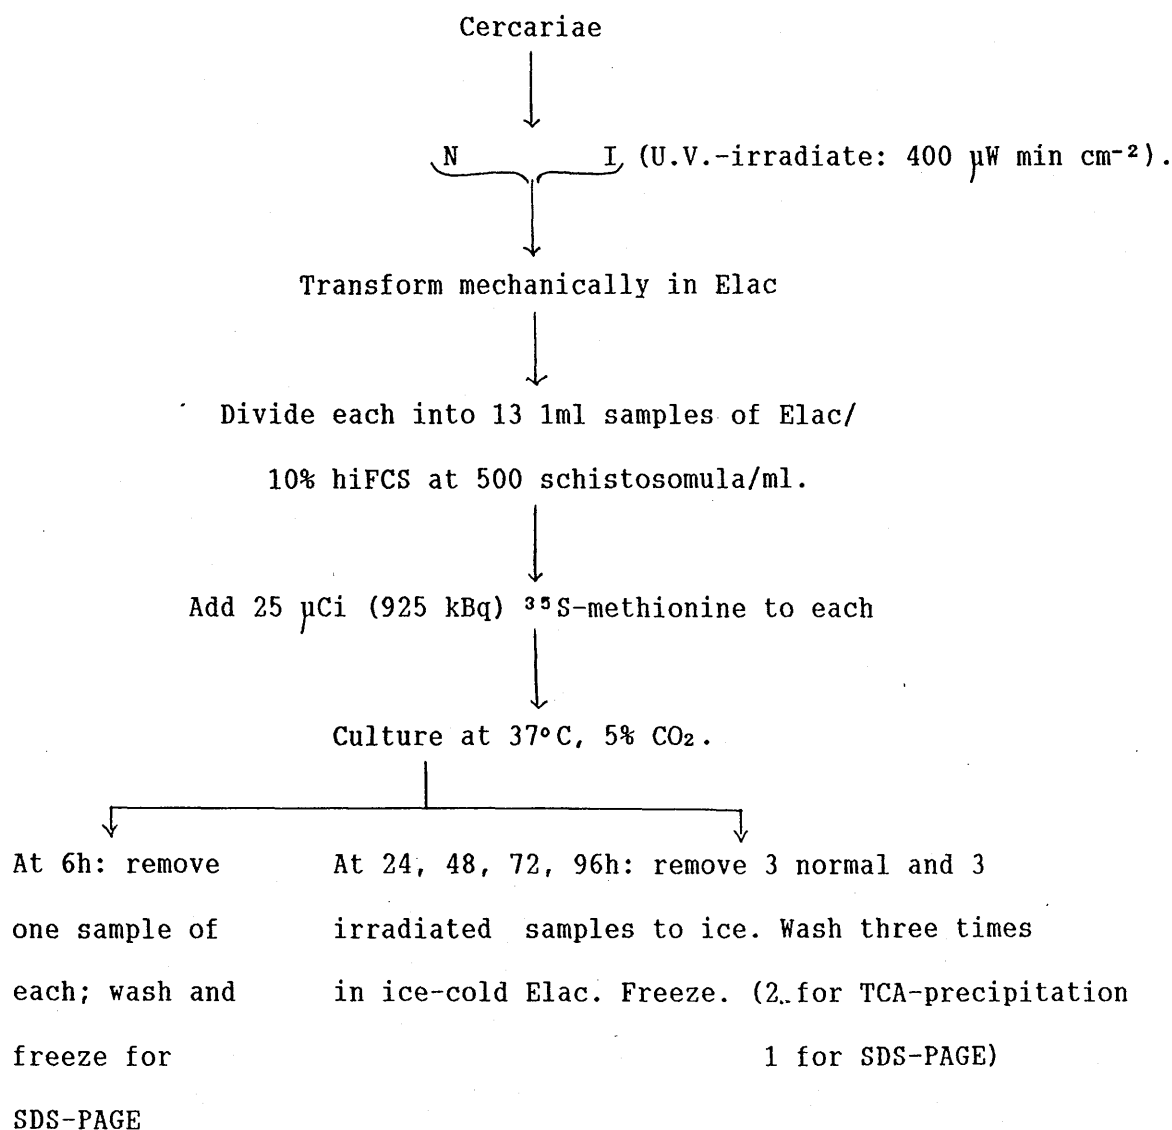 Cercariae
N I (U.V.-irradiate: 400 µW min cm⁻²).
Transform mechanically in Elac
Divide each into 13 1ml samples of Elac/
10% hiFCS at 500 schistosomula/ml.
Add 25 µCi (925 kBq) ³⁵S-methionine to each
Culture at 37°C, 5% CO₂.
At 6h: remove
one sample of
each; wash and
freeze for
SDS-PAGE
At 24, 48, 72, 96h: remove 3 normal and 3
irradiated samples to ice. Wash three times
in ice-cold Elac. Freeze. (2 for TCA-precipitation
1 for SDS-PAGE)